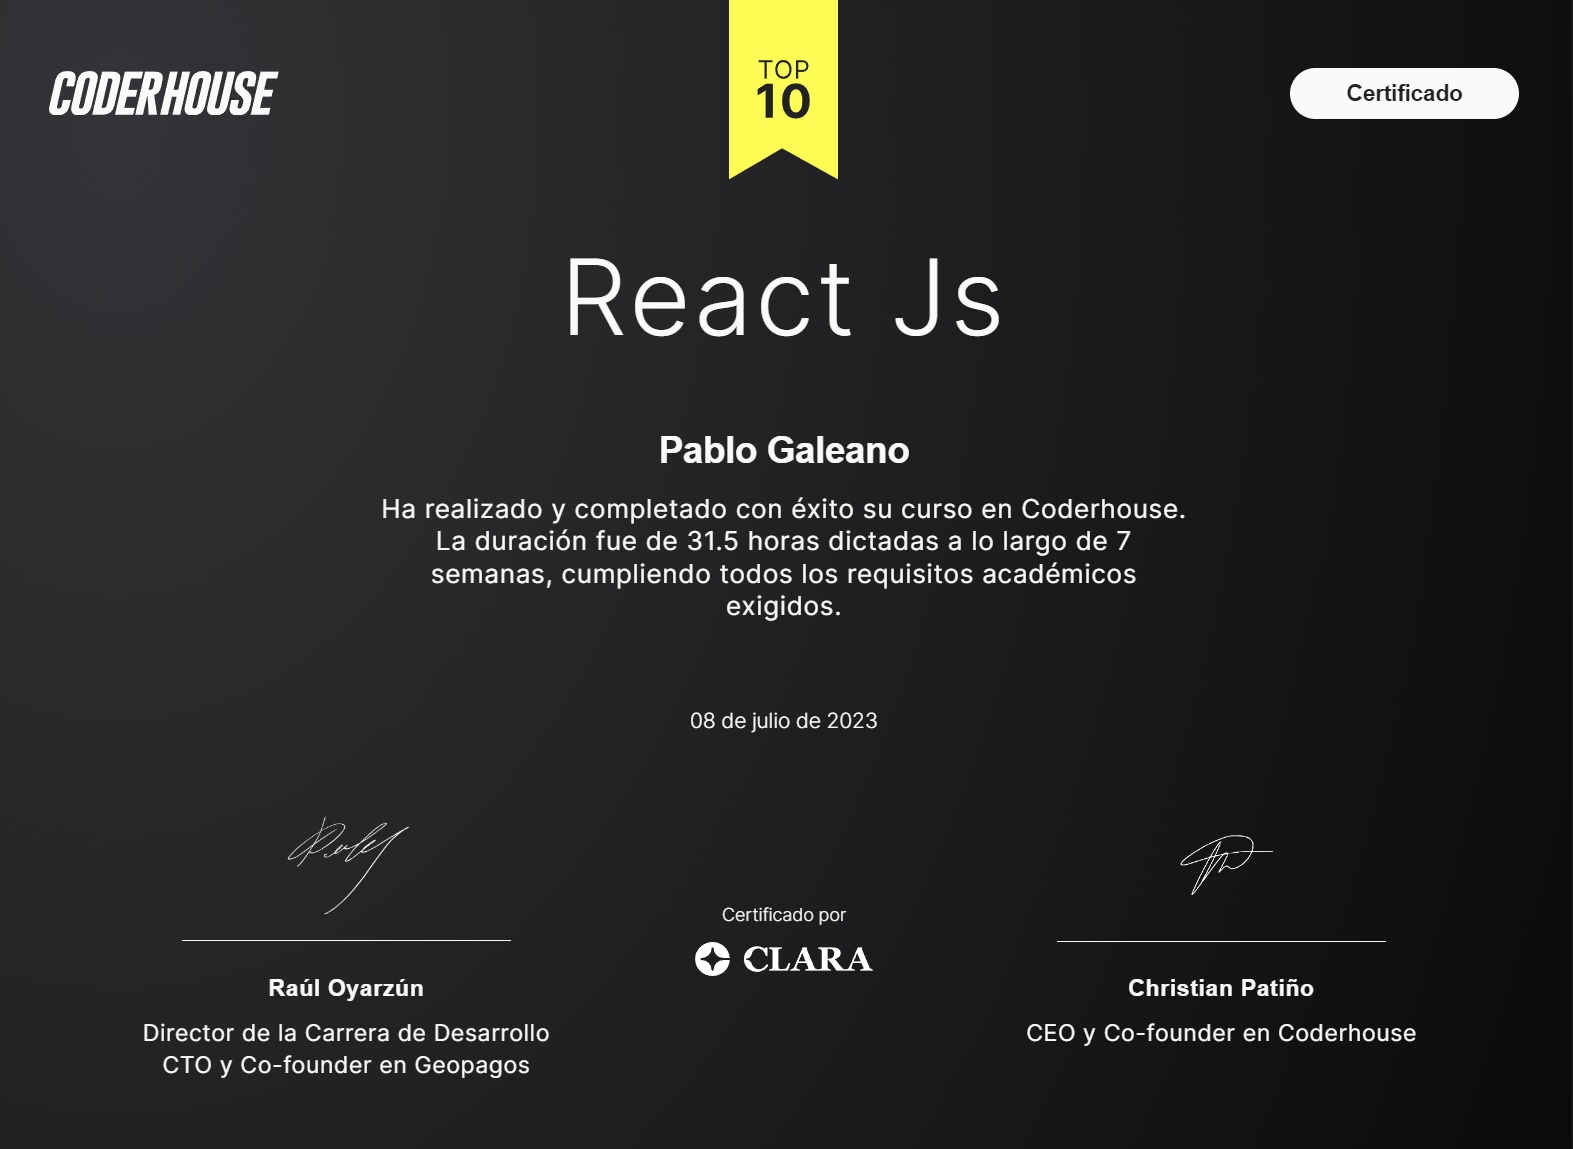 CODERHOUSE
TOP
10
Certificado
React Js
Pablo Galeano
Ha realizado y completado con éxito su curso en Coderhouse.
La duración fue de 31.5 horas dictadas a lo largo de 7
semanas, cumpliendo todos los requisitos académicos
exigidos.
08 de julio de 2023
Certificado por
CLARA
Raúl Oyarzún
Director de la Carrera de Desarrollo
CTO y Co-founder en Geopagos
Christian Patiño
CEO y Co-founder en Coderhouse